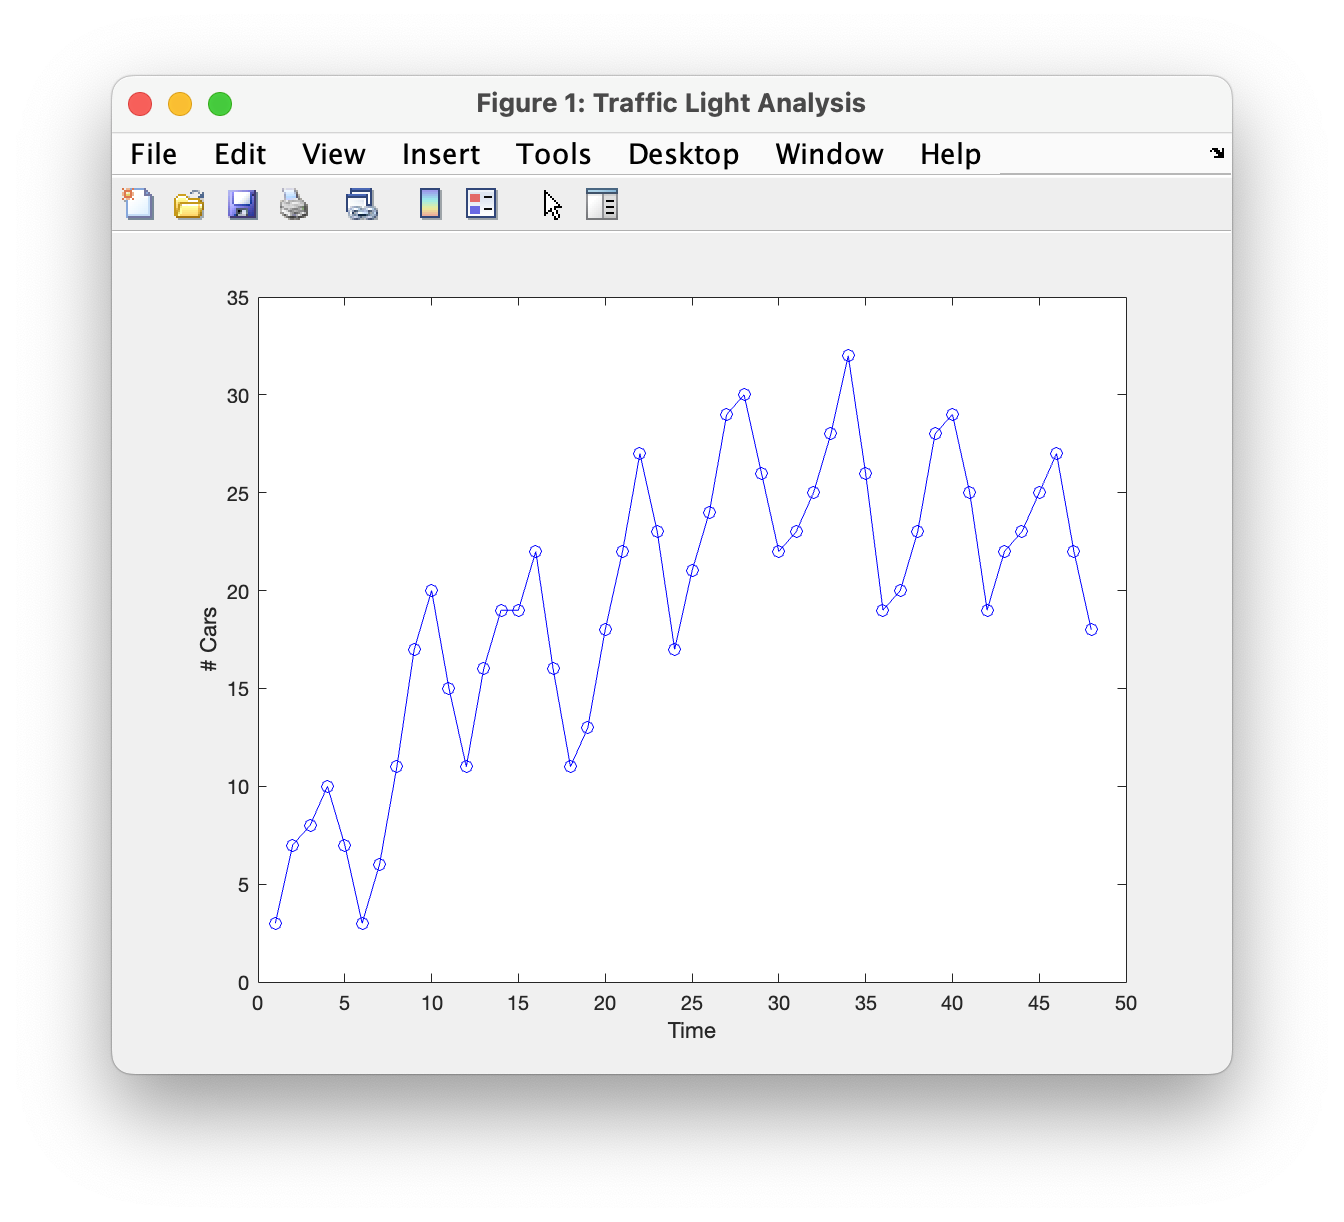 Figure 1: Traffic Light Analysis
File Edit View Insert Tools Desktop Window Help
35
30
25
20
15
10
5
0
# Cars
0 5 10 15 20 25 30 35 40 45 50
Time